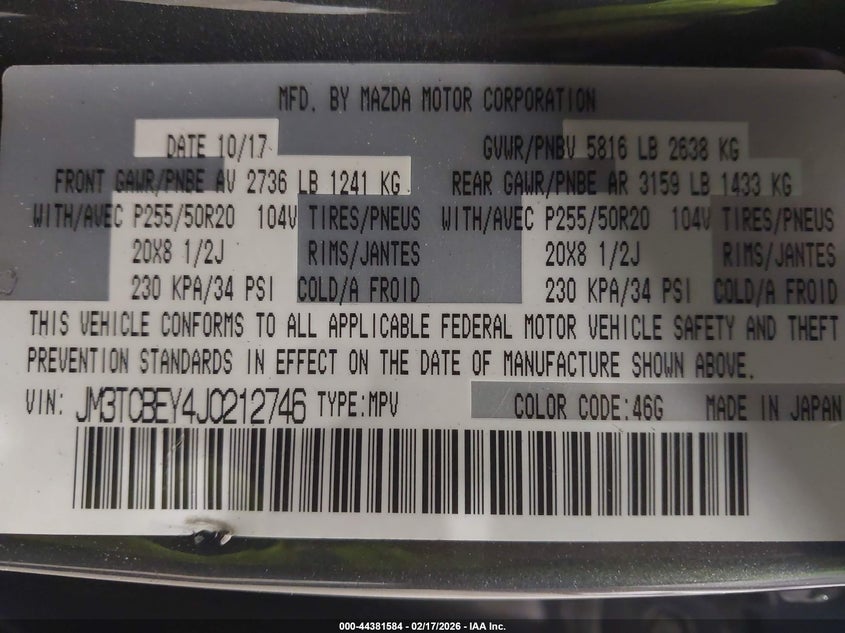 MFD. BY MAZDA MOTOR CORPORATION
DATE 10/17 GVWR/PNBV 5816 LB 2638 KG
FRONT GAWR/PNBE AV 2736 LB 1241 KG REAR GAWR/PNBE AR 3159 LB 1433 KG
WITH/AVEC P255/50R20 104V TIRES/PNEUS WITH/AVEC P255/50R20 104V TIRES/PNEUS
20X8 1/2J RIMS/JANTES 20X8 1/2J RIMS/JANTES
230 KPA/34 PSI COLD/A FROID 230 KPA/34 PSI COLD/A FROID
THIS VEHICLE CONFORMS TO ALL APPLICABLE FEDERAL MOTOR VEHICLE SAFETY AND THEFT
PREVENTION STANDARDS IN EFFECT ON THE DATE OF MANUFACTURE SHOWN ABOVE.
VIN: JM3TCBEY4J0212746 TYPE:MPV COLOR CODE:46G MADE IN JAPAN
000-44381584 - 02/17/2026 - IAA Inc.